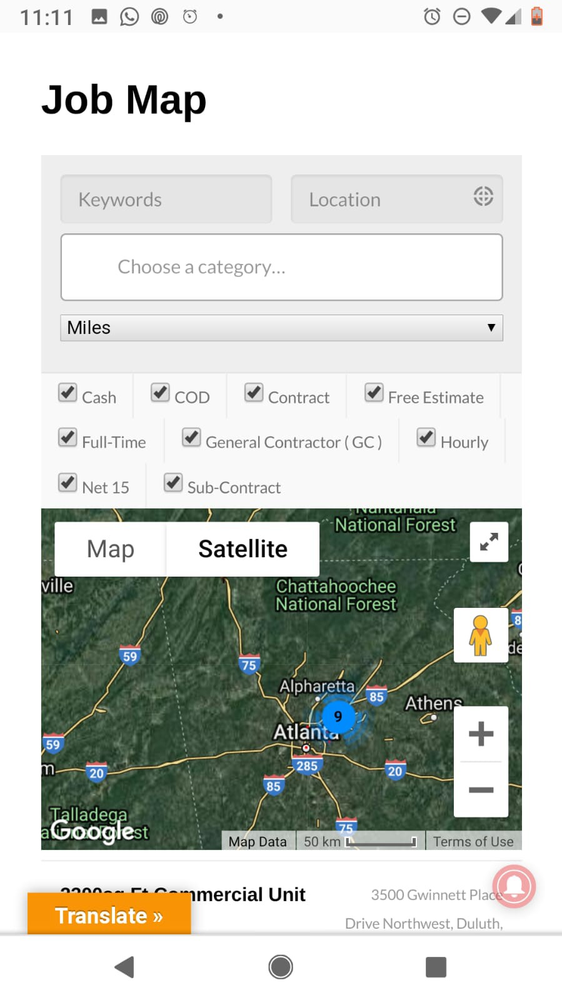 11:11
Job Map
Keywords
Location
Choose a category...
Miles
Cash
COD
Contract
Free Estimate
Full-Time
General Contractor ( GC )
Hourly
Net 15
Sub-Contract
Map
Satellite
National Forest
ville
Chattahoochee
National Forest
59
75
Alpharetta
85
Athens
9
Atlanta
59
20
285
20
85
Talladega
75
Google
Map Data
50 km
Terms of Use
Commercial Unit
3500 Gwinnett Place
Drive Northwest, Duluth,
Translate »